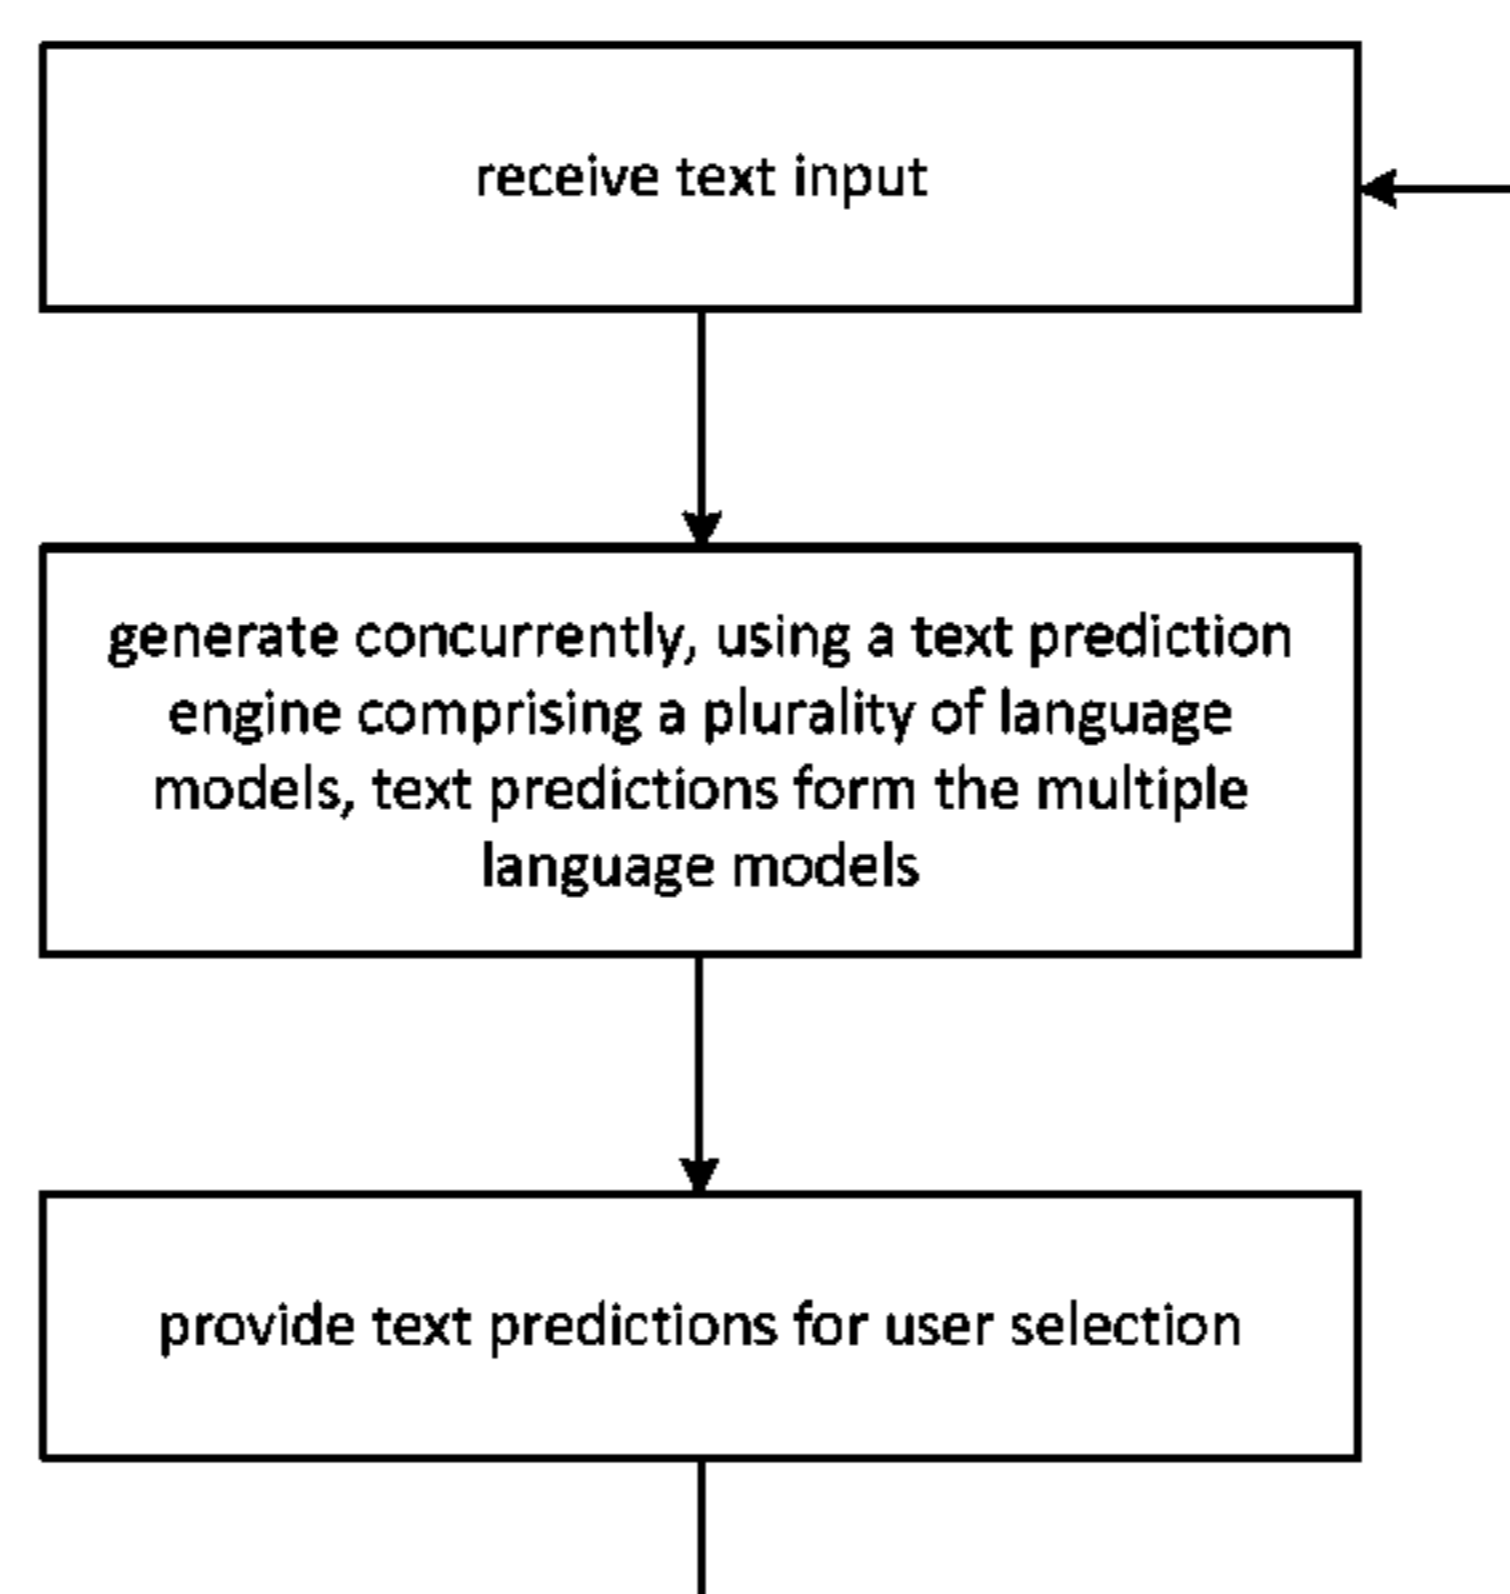 receive text input
generate concurrently, using a text prediction
engine comprising a plurality of language
models, text predictions form the multiple
language models
provide text predictions for user selection